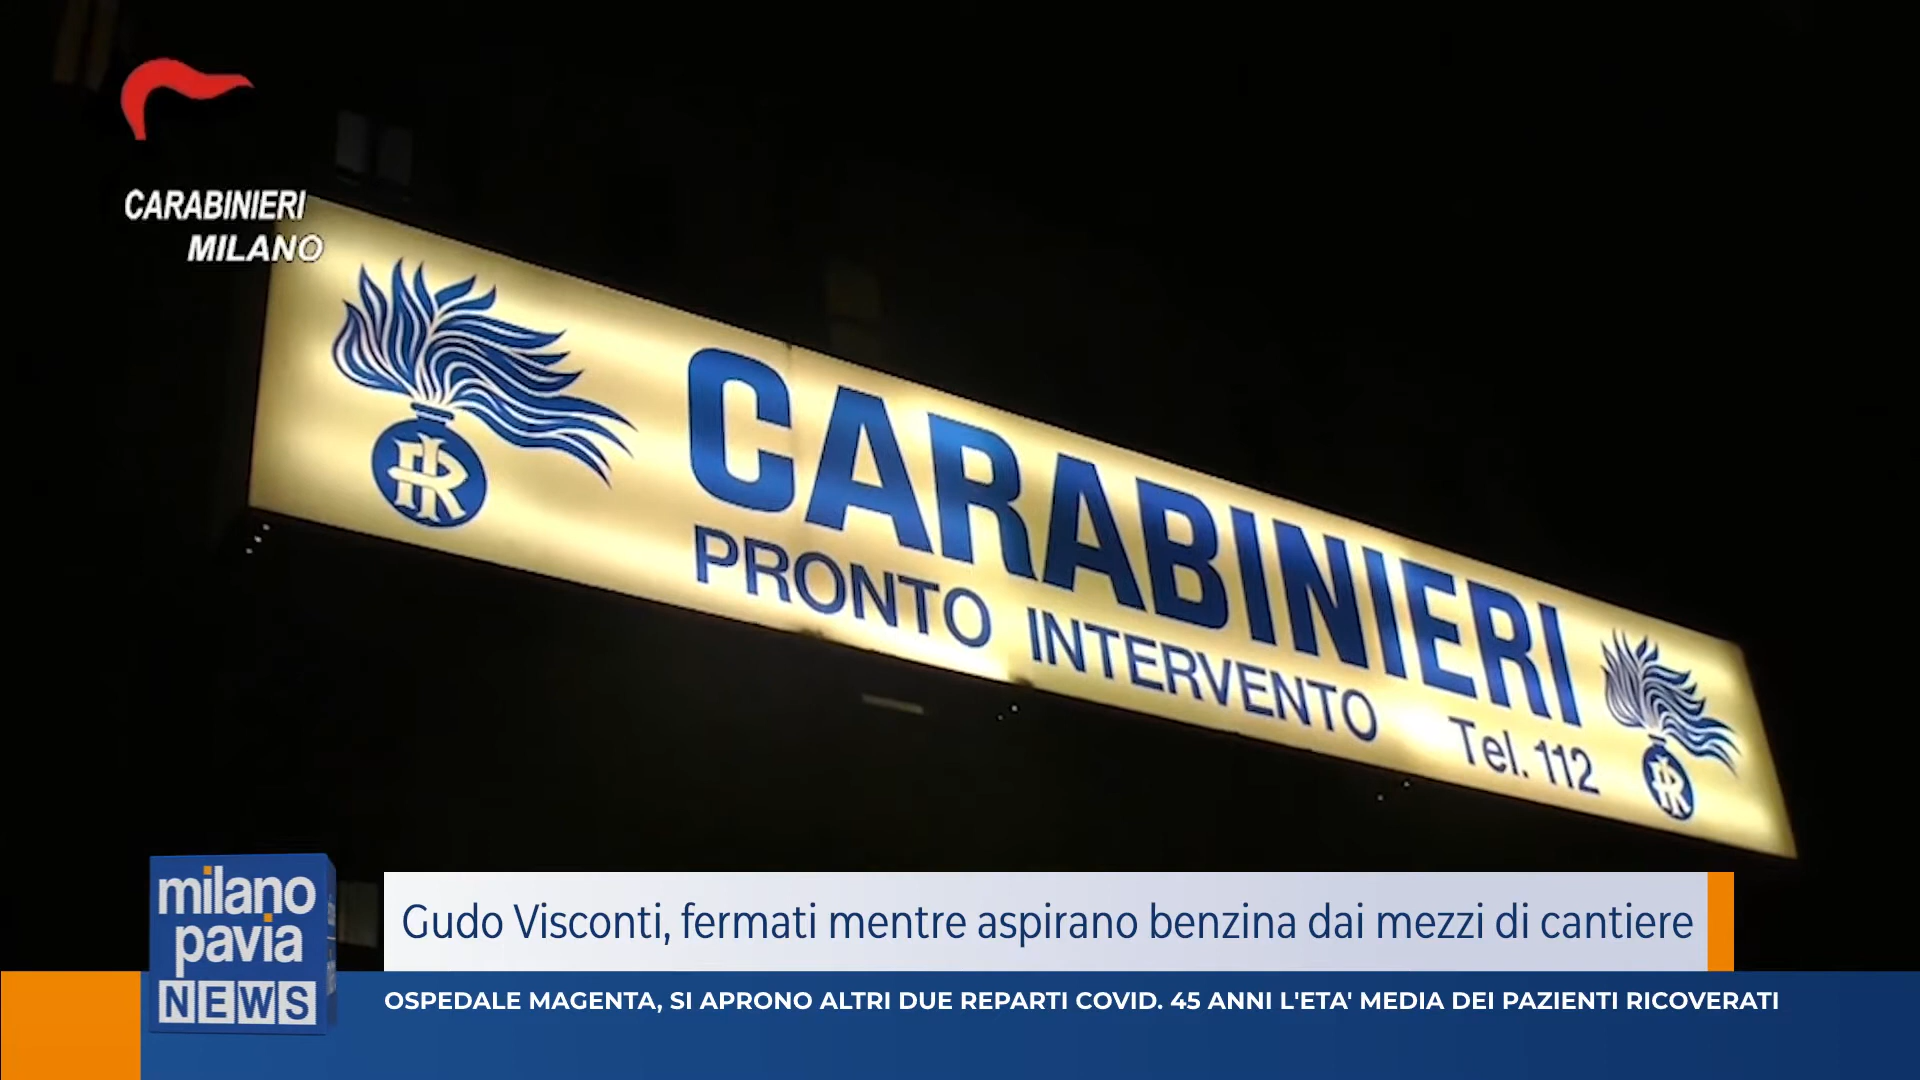 CARABINIERI
MILANO
CARABINIERI
PRONTO INTERVENTO Tel. 112
milano
pavia
NEWS
Gudo Visconti, fermati mentre aspirano benzina dai mezzi di cantiere
OSPEDALE MAGENTA, SI APRONO ALTRI DUE REPARTI COVID. 45 ANNI L'ETA' MEDIA DEI PAZIENTI RICOVERATI